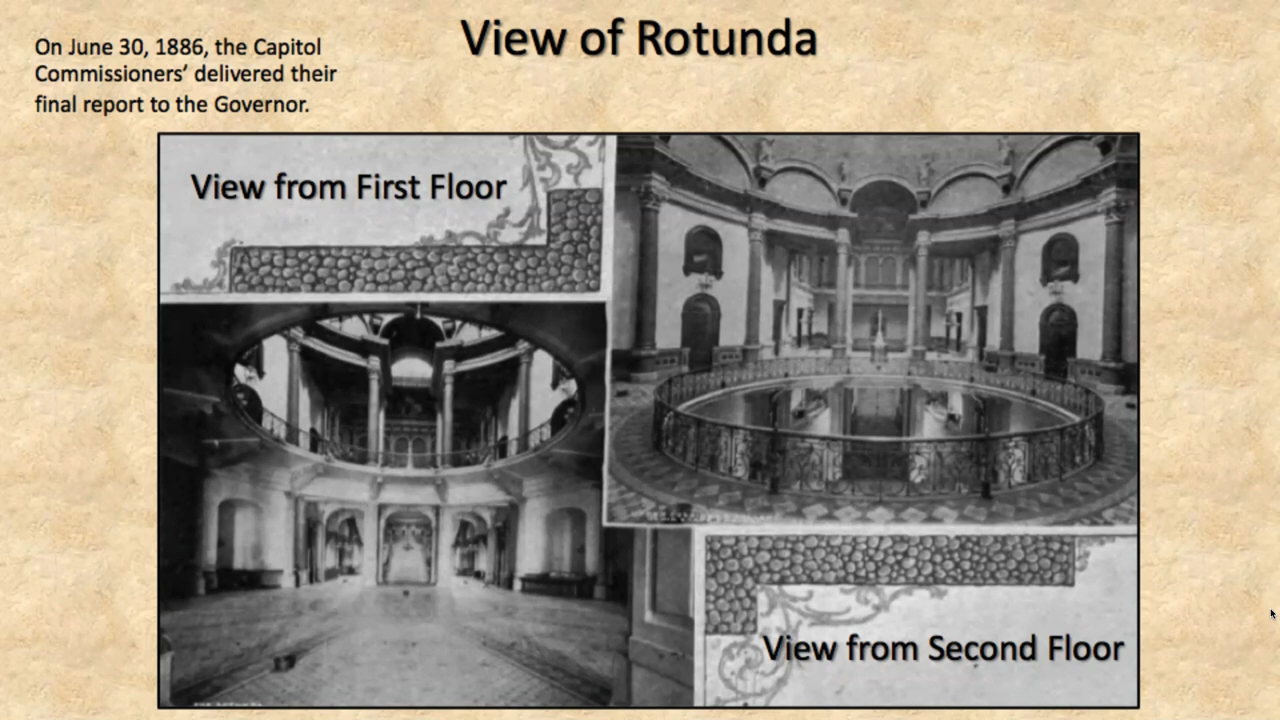 View of Rotunda
On June 30, 1886, the Capitol
Commissioners’ delivered their
final report to the Governor.
View from First Floor
View from Second Floor